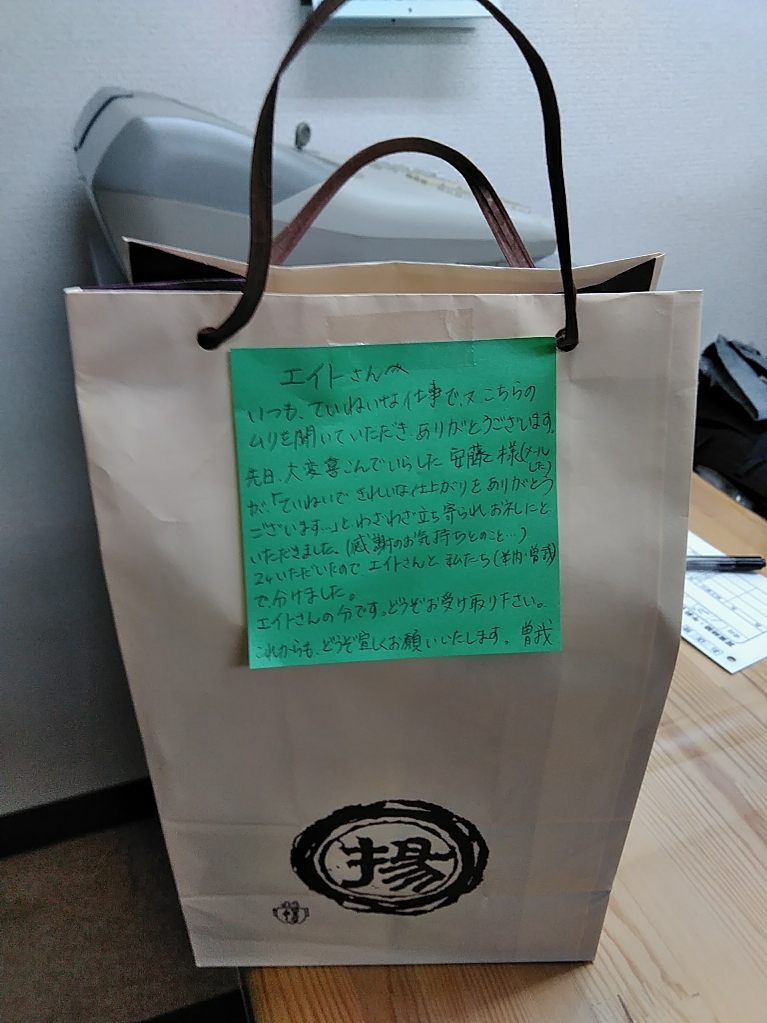 エイトさんへ
いつも、ていねいな仕事で、又こちらの
ムリを聞いていただきありがとうございます。
先日、大変喜こんでいらした安藤様(メール
した)
が、「ていねいできれいな仕上がりをありがとう
ございます…」とわざわざ立ち寄られお礼にと
いただきました。(感謝のお気持ちとのこと…)
2ついただいたのでエイトさんと私たち(
曽我)
で、分けました。
エイトさんの分です。どうぞお受け取り下さい。
これからも、どうぞ宜しくお願いいたします。曽我
揚